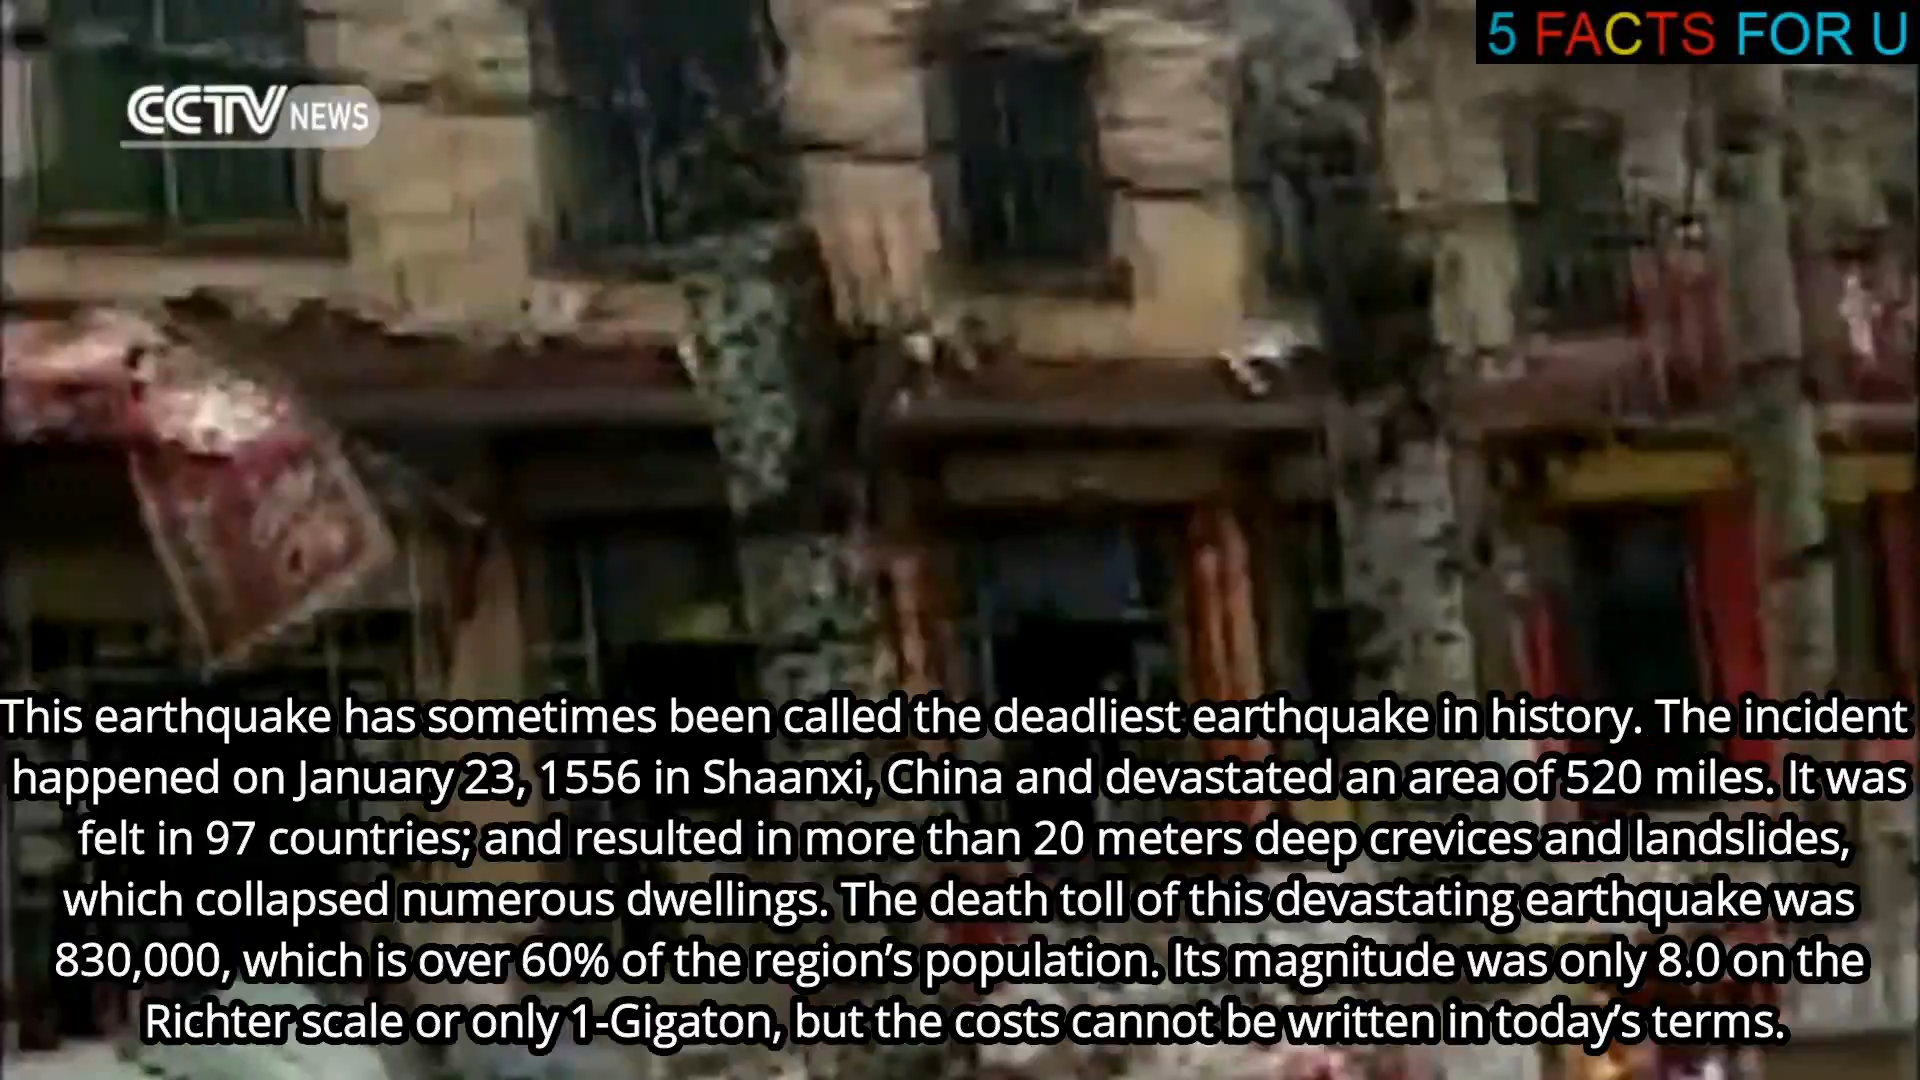 5 FACTS FOR U
CCTV NEWS
This earthquake has sometimes been called the deadliest earthquake in history. The incident
happened on January 23, 1556 in Shaanxi, China and devastated an area of 520 miles. It was
felt in 97 countries; and resulted in more than 20 meters deep crevices and landslides,
which collapsed numerous dwellings. The death toll of this devastating earthquake was
830,000, which is over 60% of the region’s population. Its magnitude was only 8.0 on the
Richter scale or only 1-Gigaton, but the costs cannot be written in today’s terms.